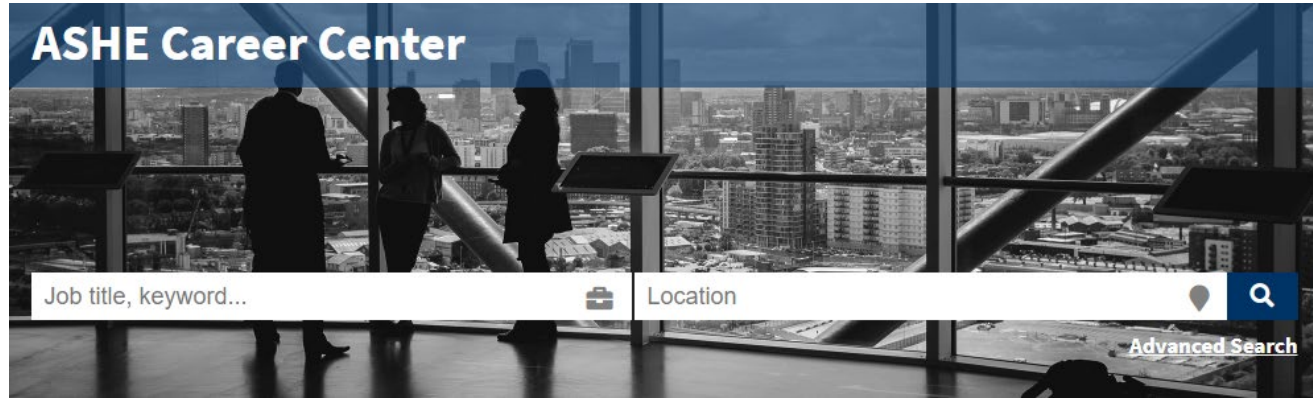 ASHE Career Center
Job title, keyword...
Location
Advanced Search